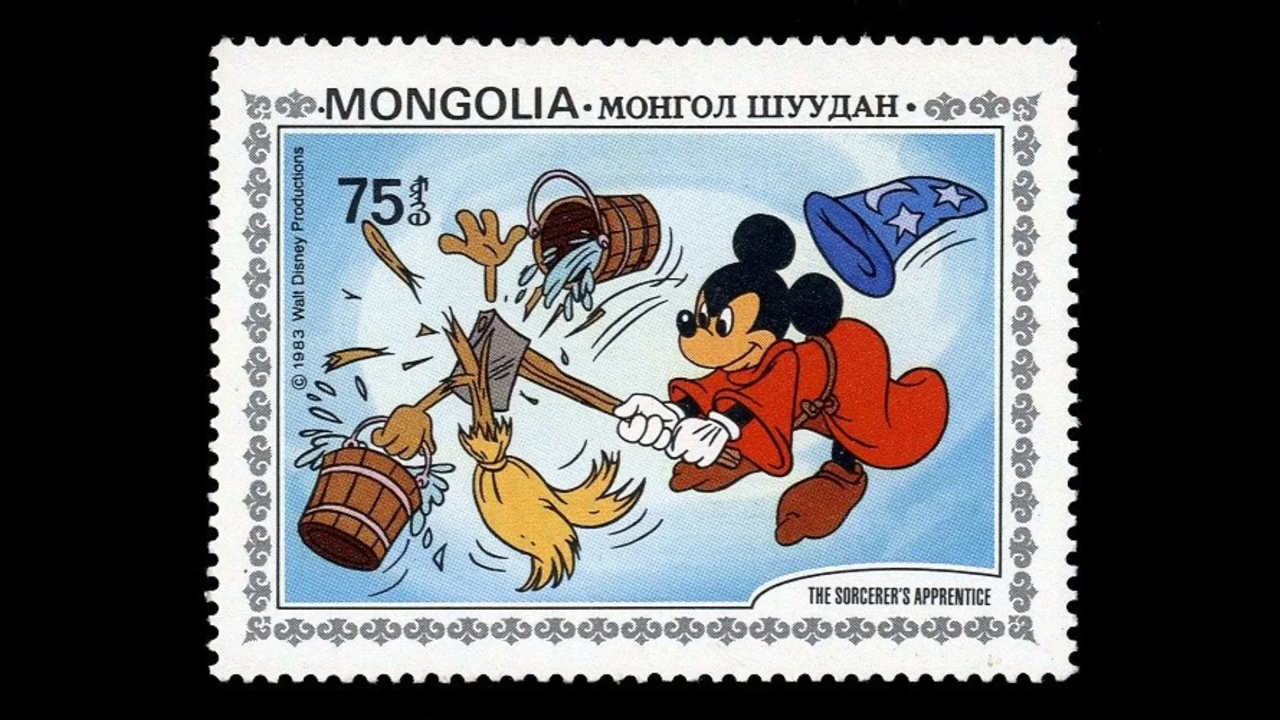 ·MONGOLIA·МОНГОЛ ШУУДАН·
75
© 1983 Walt Disney Productions
THE SORCERER'S APPRENTICE